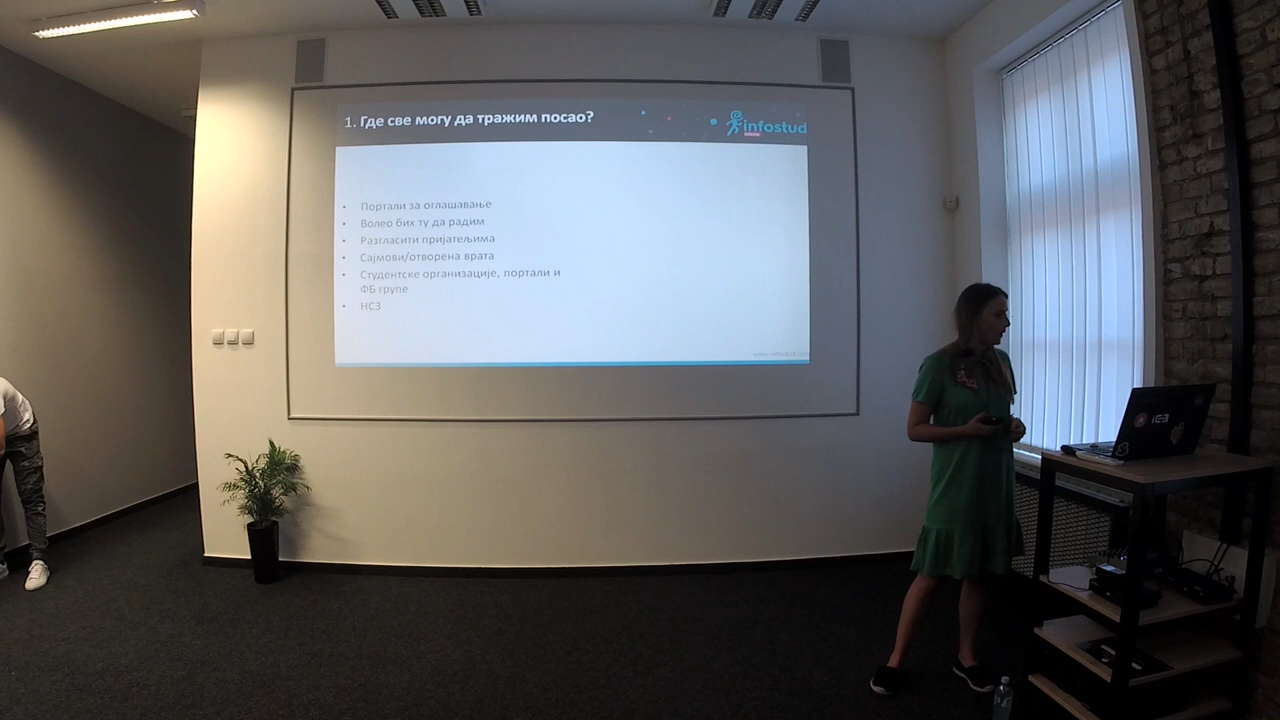 1. Где све могу да тражим посао?
infostud
• Портали за оглашавање
• Волео бих ту да радим
• Разгласити пријатељима
• Сајмови/отворена врата
• Студентске организације, портали и
ФБ групе
• НСЗ